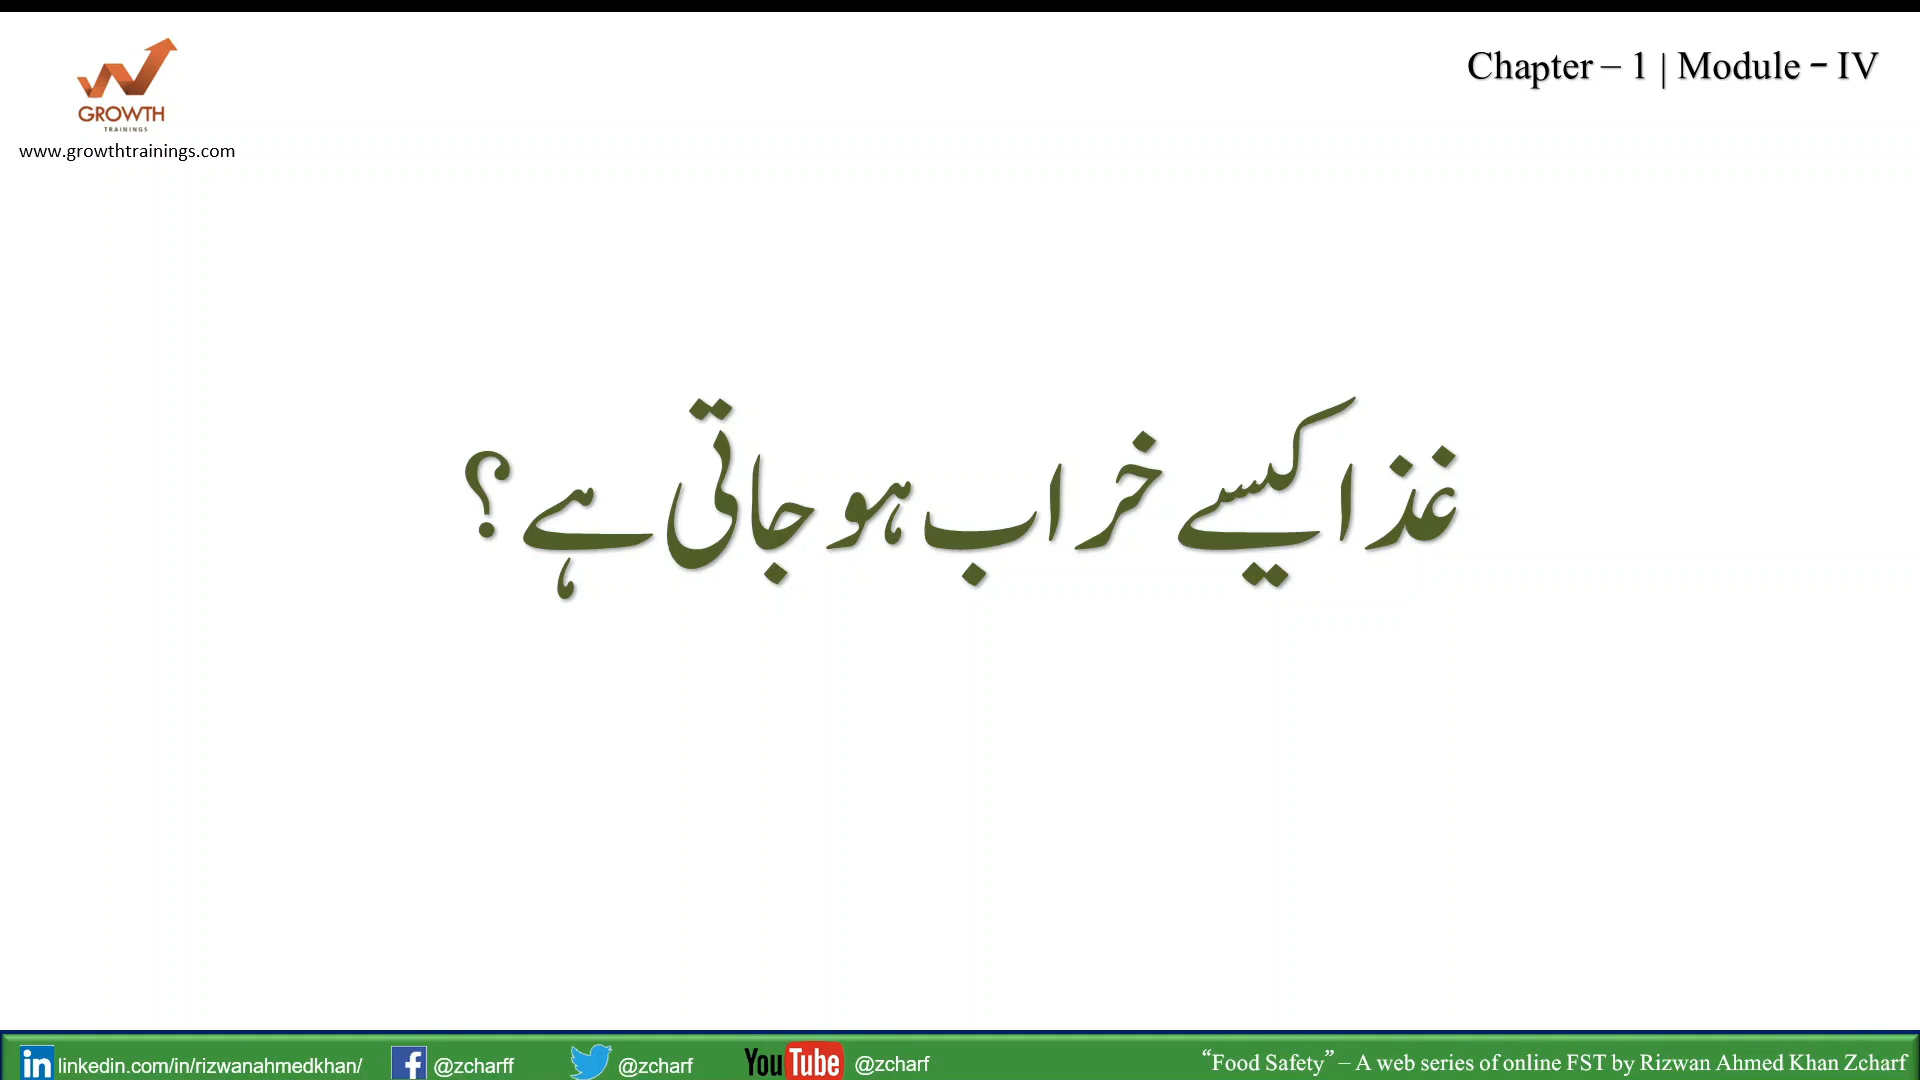 Chapter – 1 | Module – IV
GROWTH
TRAININGS
www.growthtrainings.com
غذا کیسے خراب ہو جاتی ہے؟
linkedin.com/in/rizwanahmedkhan/ @zcharff @zcharf YouTube @zcharf “Food Safety” – A web series of online FST by Rizwan Ahmed Khan Zcharf